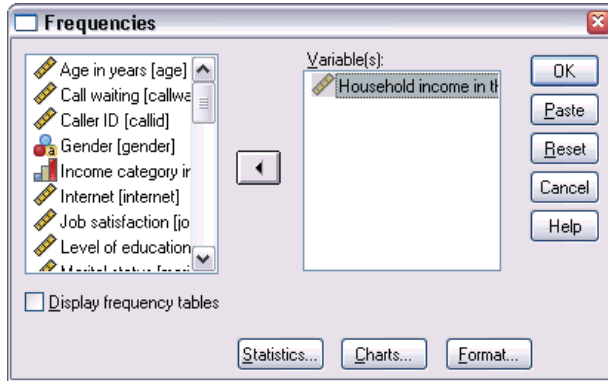 Frequencies
Age in years [age]
Call waiting [callwa
Caller ID [callid]
Gender [gender]
Income category ir
Internet [internet]
Job satisfaction [jo
Level of education
Variable(s):
Household income in th
OK
Paste
Reset
Cancel
Help
Display frequency tables
Statistics...
Charts...
Format...